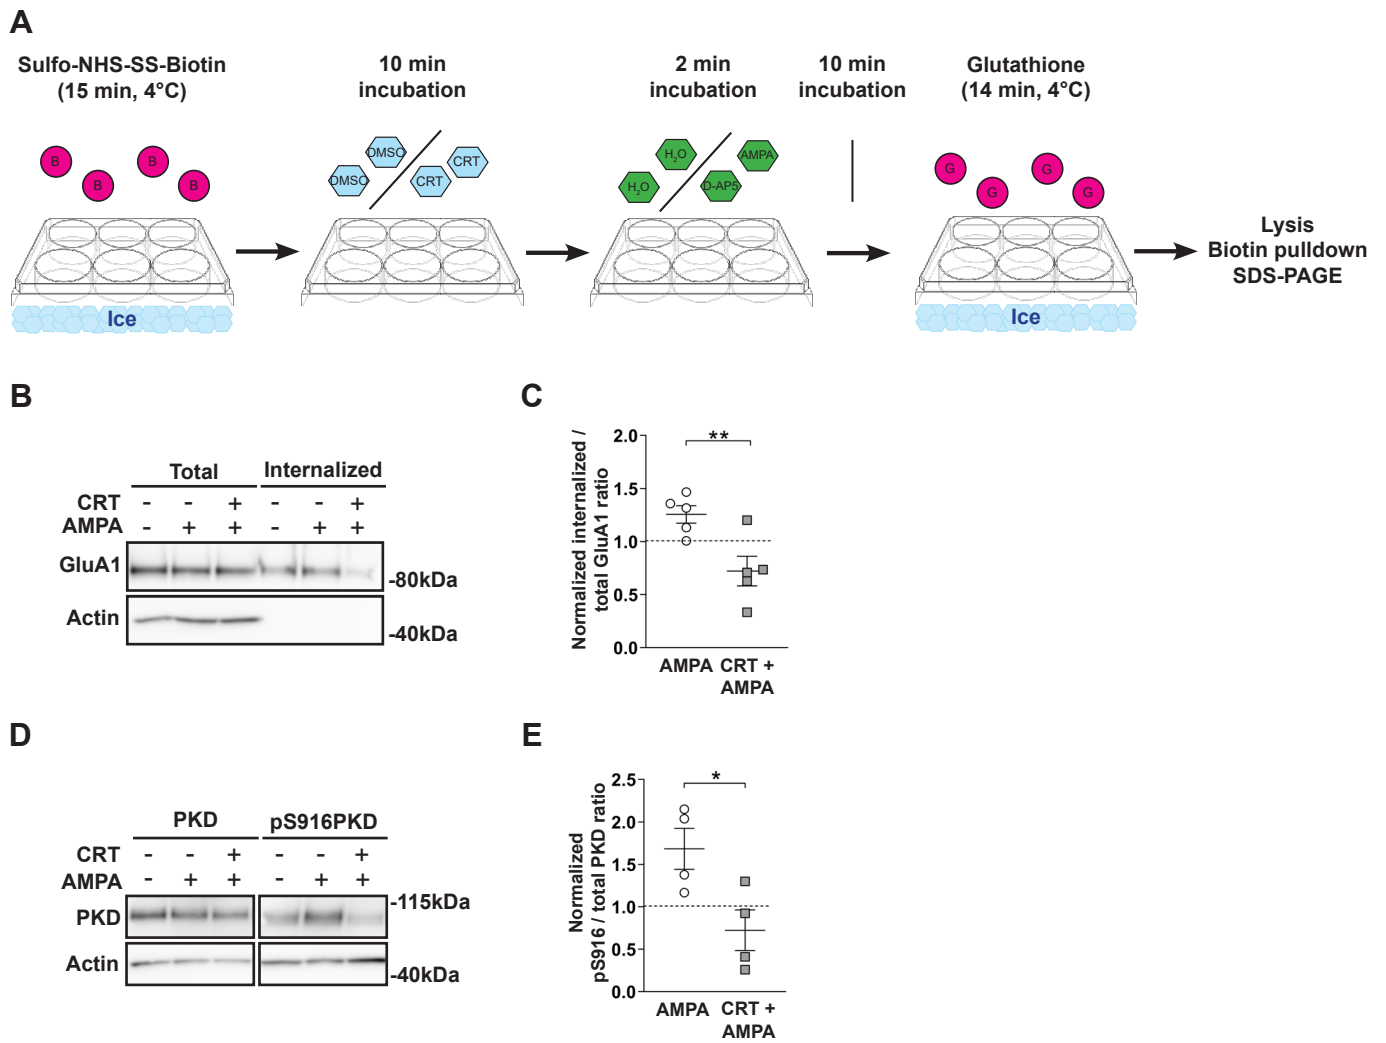 A
Sulfo-NHS-SS-Biotin
(15 min, 4°C)
10 min
incubation
2 min
incubation
10 min
incubation
Glutathione
(14 min, 4°C)
B
B
B
B
DMSO
DMSO
CRT
CRT
H₂O
H₂O
AMPA
D-AP5
G
G
G
G
Ice
Ice
Lysis
Biotin pulldown
SDS-PAGE
B
Total Internalized
CRT - - + - - +
AMPA - + + - + +
GluA1
-80kDa
Actin
-40kDa
C
Normalized internalized /
total GluA1 ratio
2.0
1.5
1.0
0.5
0.0
**
AMPA
CRT +
AMPA
D
PKD pS916PKD
CRT - - + - - +
AMPA - + + - + +
PKD
-115kDa
Actin
-40kDa
E
Normalized
pS916 / total PKD ratio
2.5
2.0
1.5
1.0
0.5
0.0
*
AMPA
CRT +
AMPA